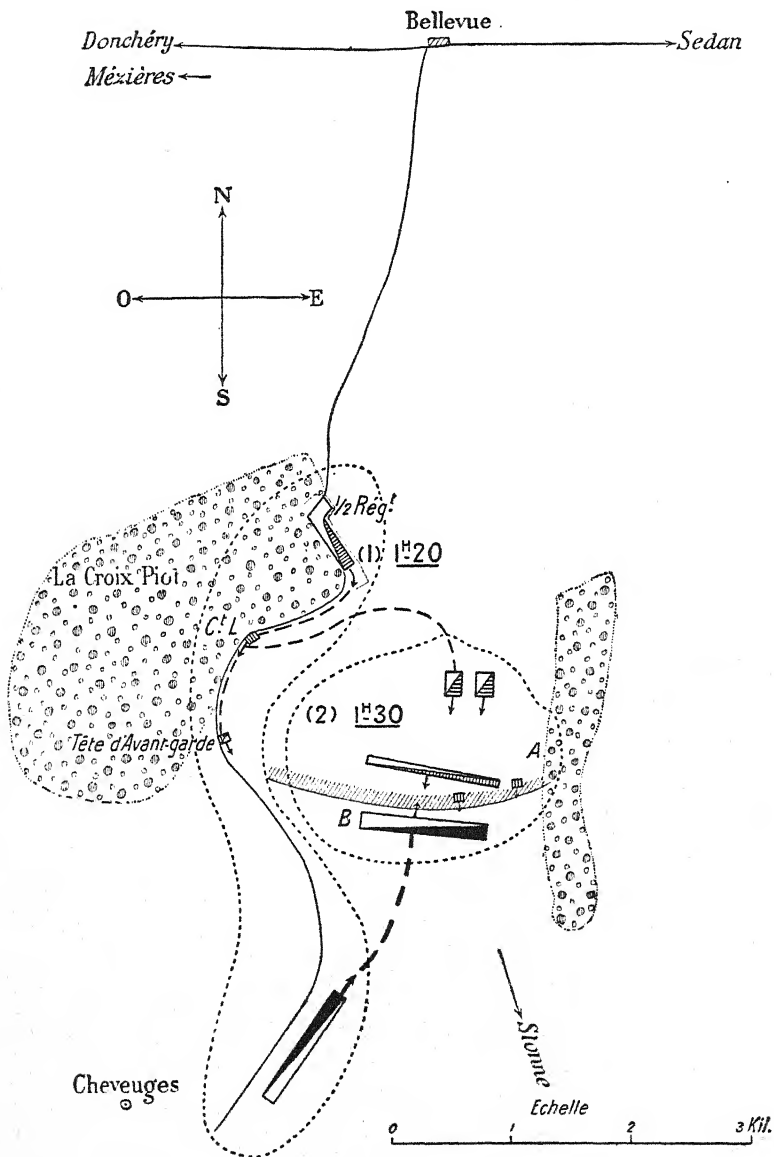 Bellevue.
Donchéry
Sedan
Mézières
N
O
E
S
½ Régt
(1) 1H20
La Croix Piot
Ct L
(2) 1H30
Tête d'Avant-garde
A
B
Stonne
Cheveuges
Echelle
0 1 2 3 Kil.